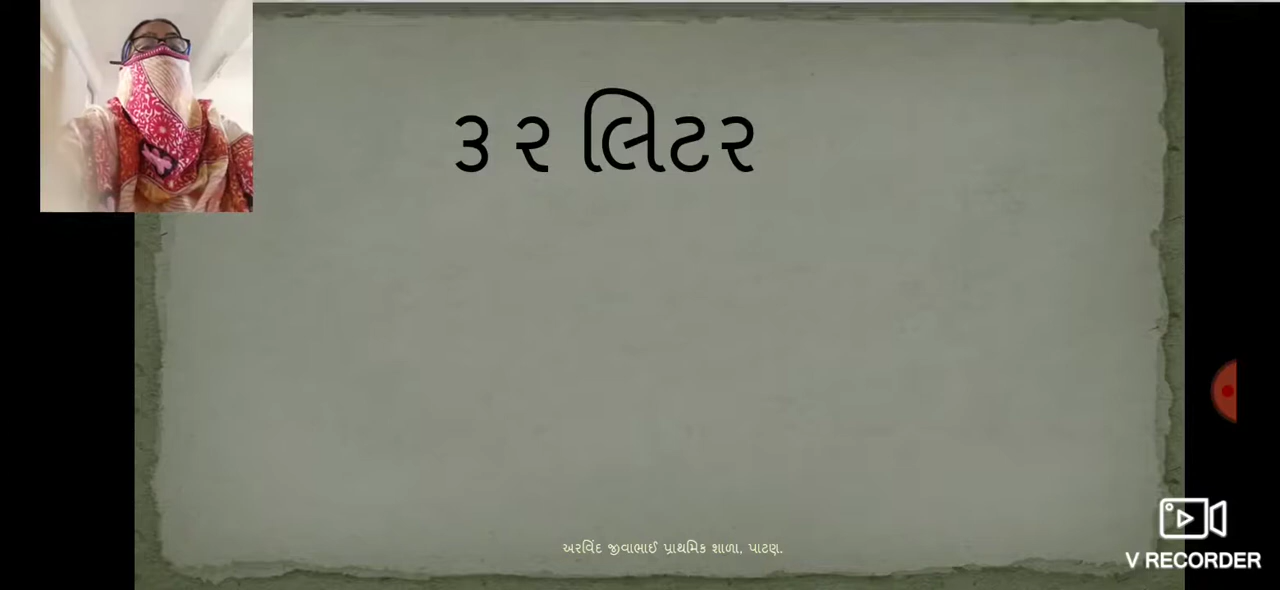 ૩ ૨ લિટર
અરવિંદ જીવાભાઈ પ્રાથમિક શાળા, પાટણ.
V RECORDER